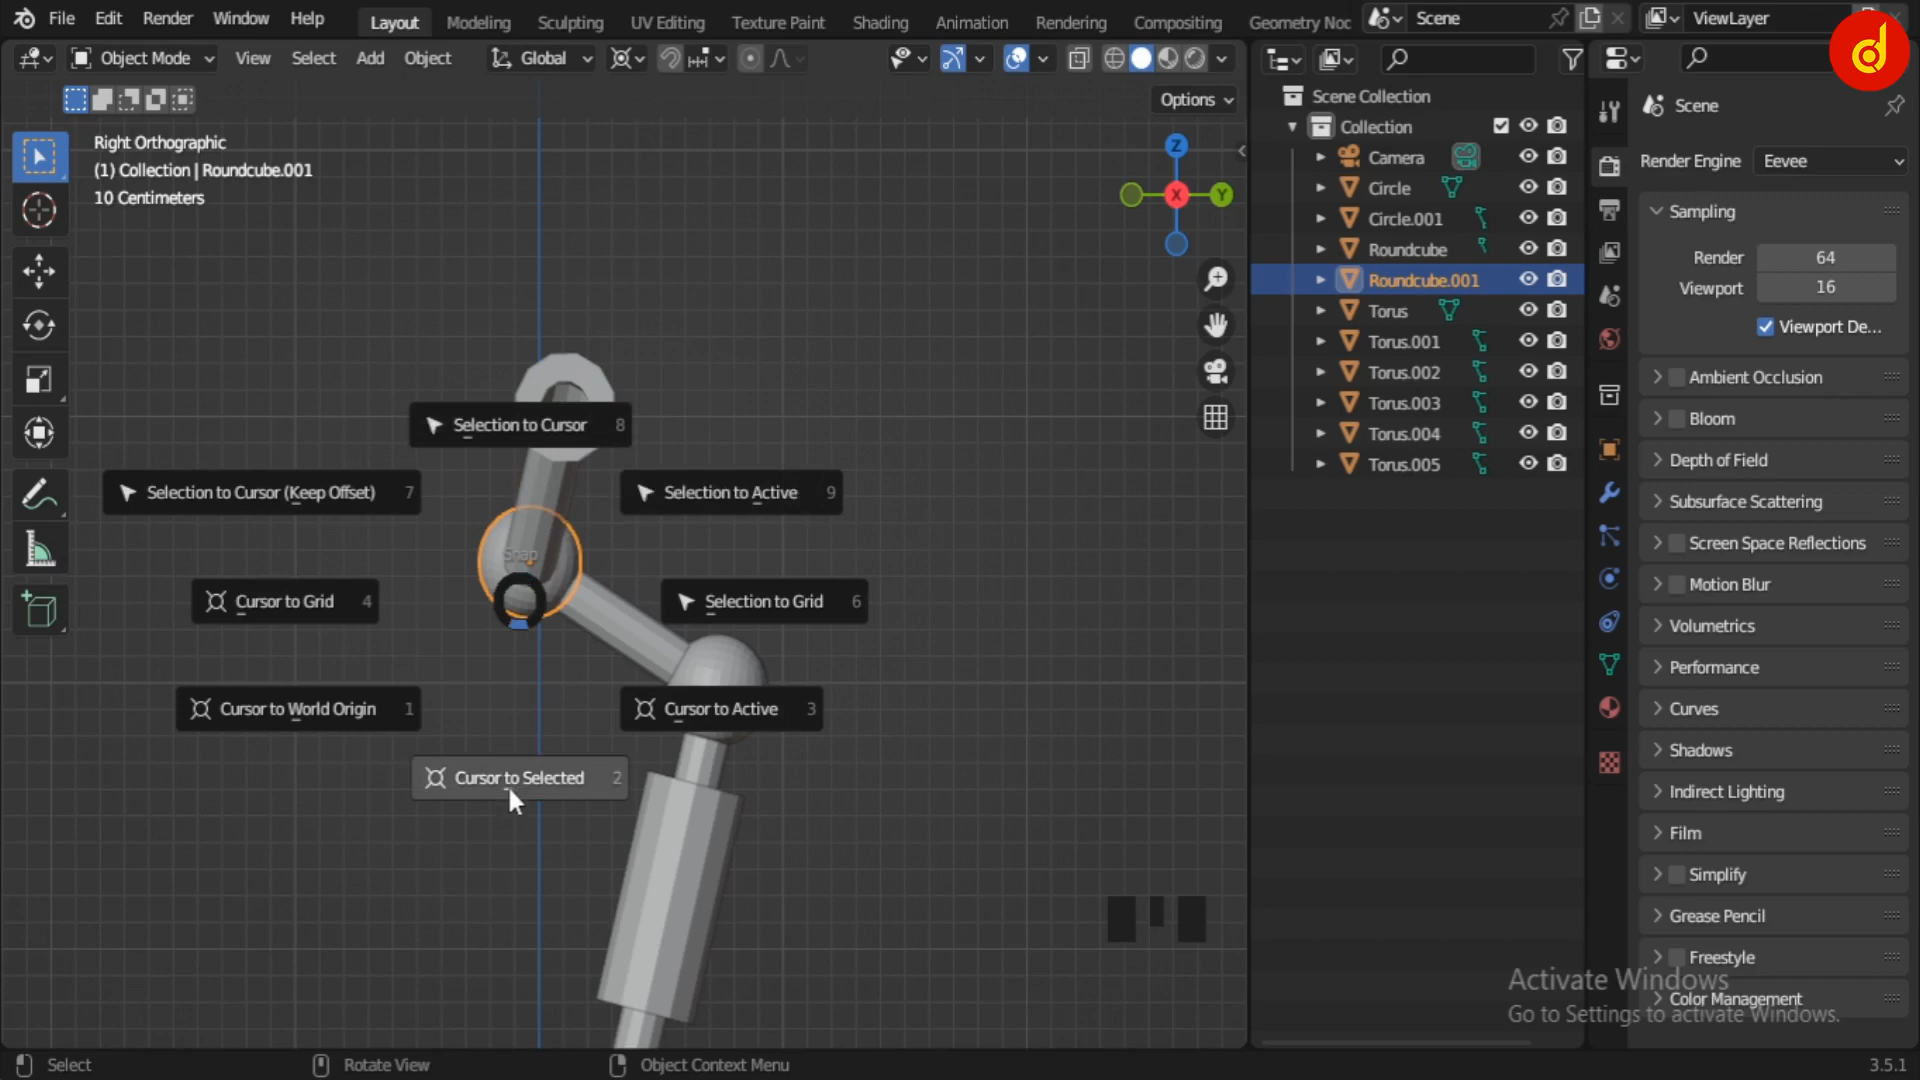 File Edit Render Window Help
Layout Modeling Sculpting UV Editing Texture Paint Shading Animation Rendering Compositing Geometry Noc
Scene
ViewLayer
Object Mode View Select Add Object
Global
Options
Right Orthographic
(1) Collection | Roundcube.001
10 Centimeters
Z
X
Y
Selection to Cursor 8
Selection to Cursor (Keep Offset) 7
Selection to Active 9
Snap
Cursor to Grid 4
Selection to Grid 6
Cursor to World Origin 1
Cursor to Active 3
Cursor to Selected 2
Scene Collection
Collection
Camera
Circle
Circle.001
Roundcube
Roundcube.001
Torus
Torus.001
Torus.002
Torus.003
Torus.004
Torus.005
Scene
Render Engine Eevee
Sampling
Render 64
Viewport 16
Viewport De...
Ambient Occlusion
Bloom
Depth of Field
Subsurface Scattering
Screen Space Reflections
Motion Blur
Volumetrics
Performance
Curves
Shadows
Indirect Lighting
Film
Simplify
Grease Pencil
Freestyle
Color Management
Activate Windows
Go to Settings to activate Windows.
Select
Rotate View
Object Context Menu
3.5.1